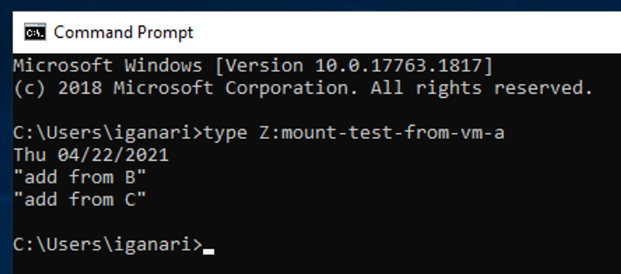 Command Prompt
Microsoft Windows [Version 10.0.17763.1817]
(c) 2018 Microsoft Corporation. All rights reserved.
C:\Users\iganari>type Z:mount-test-from-vm-a
Thu 04/22/2021
"add from B"
"add from C"
C:\Users\iganari>